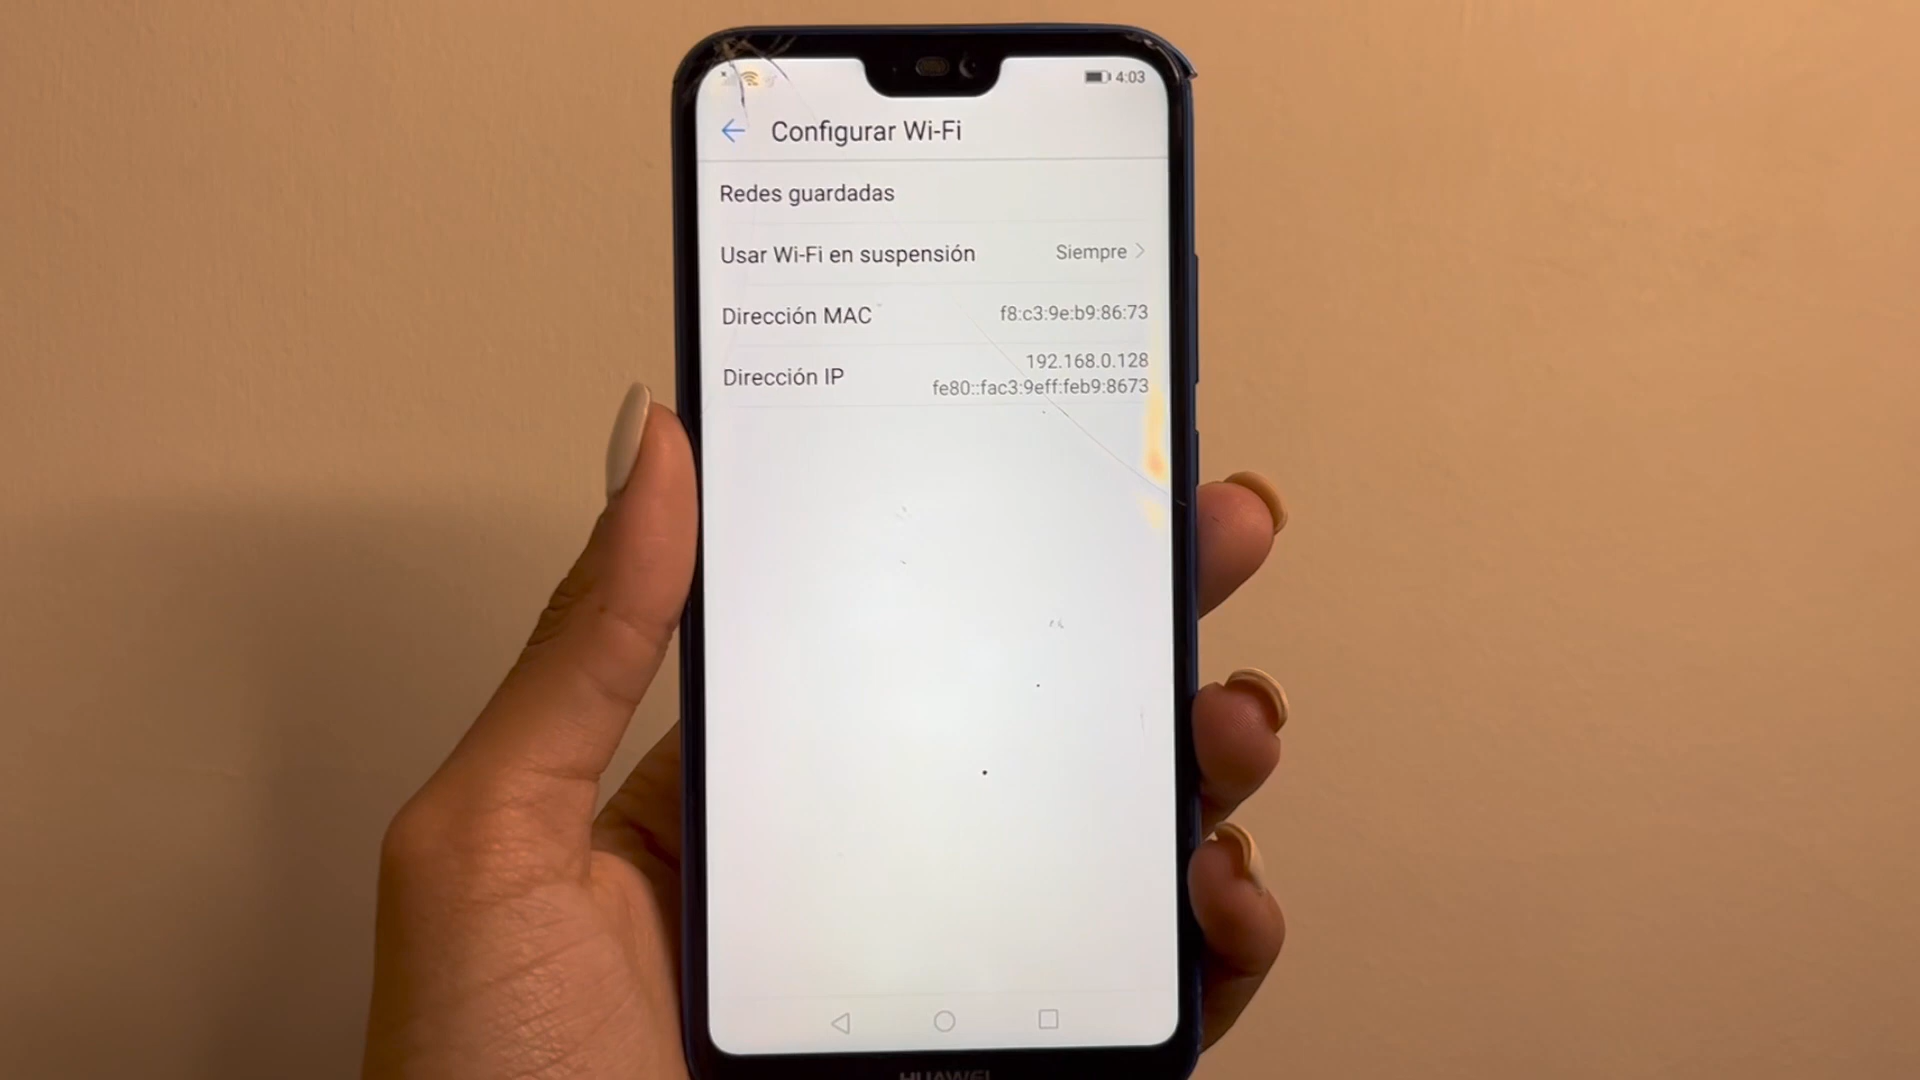 4:03
Configurar Wi-Fi
Redes guardadas
Usar Wi-Fi en suspensión Siempre
Dirección MAC f8:c3:9e:b9:86:73
Dirección IP 192.168.0.128
fe80::fac3:9eff:feb9:8673
HUAWEI